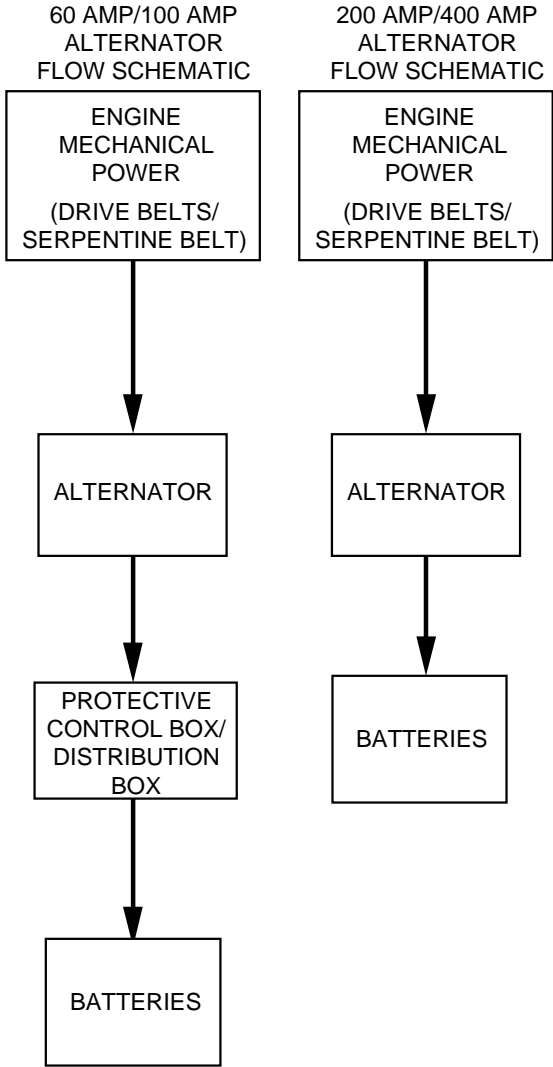 60 AMP/100 AMP
ALTERNATOR
FLOW SCHEMATIC
ENGINE
MECHANICAL
POWER
(DRIVE BELTS/
SERPENTINE BELT)
ALTERNATOR
PROTECTIVE
CONTROL BOX/
DISTRIBUTION
BOX
BATTERIES
200 AMP/400 AMP
ALTERNATOR
FLOW SCHEMATIC
ENGINE
MECHANICAL
POWER
(DRIVE BELTS/
SERPENTINE BELT)
ALTERNATOR
BATTERIES